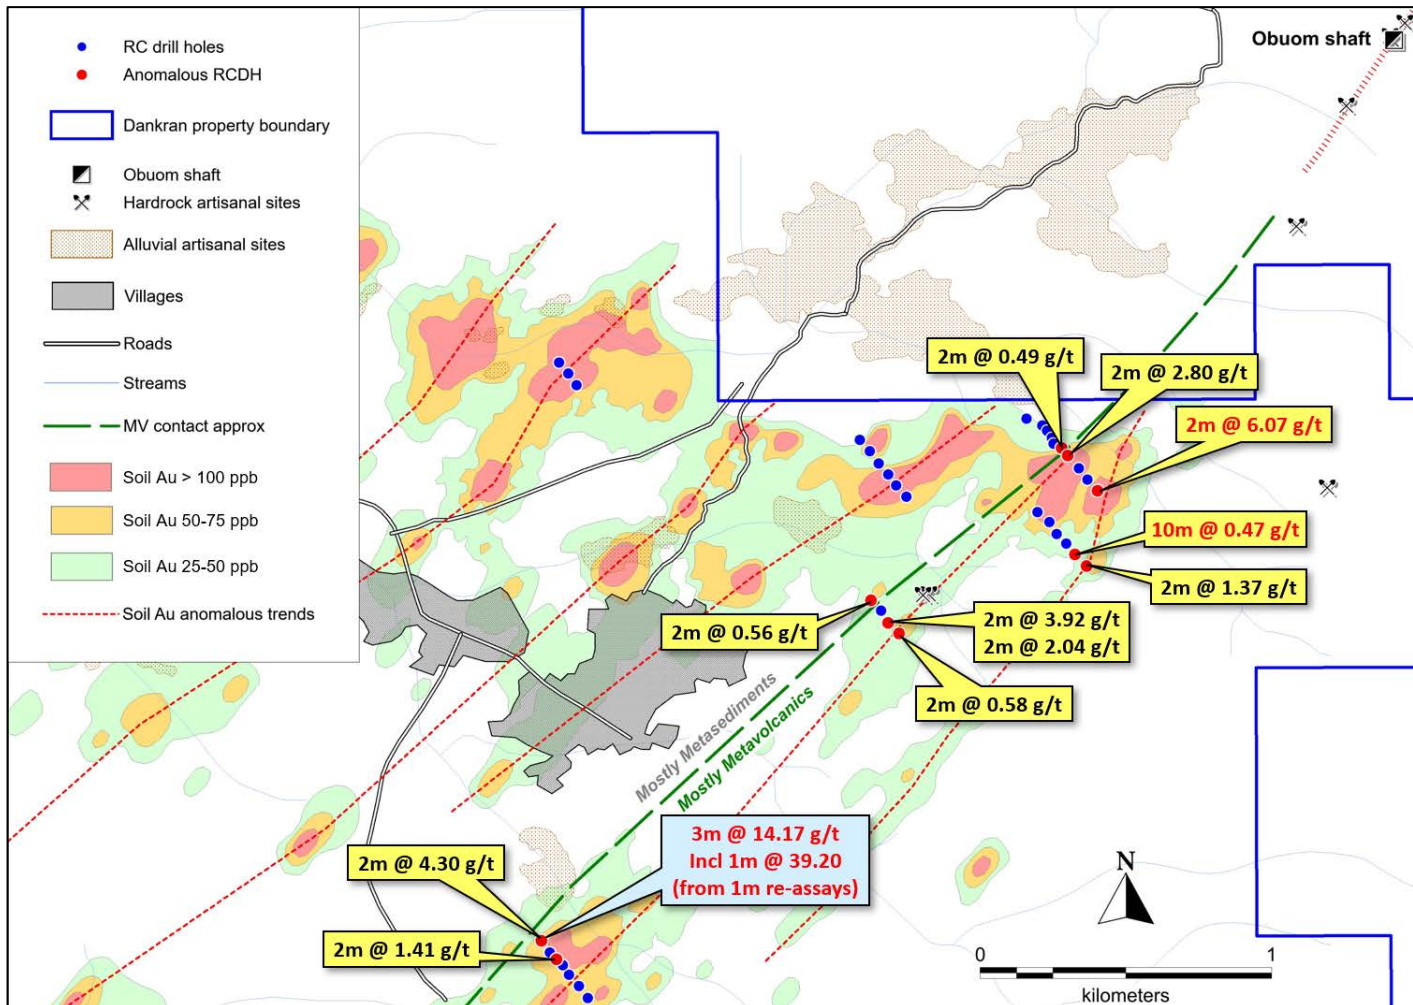 RC drill holes
Anomalous RCDH
Dankran property boundary
Obuom shaft
Hardrock artisanal sites
Alluvial artisanal sites
Villages
Roads
Streams
MV contact approx
Soil Au > 100 ppb
Soil Au 50-75 ppb
Soil Au 25-50 ppb
Soil Au anomalous trends
Obuom shaft
2m @ 0.49 g/t
2m @ 2.80 g/t
2m @ 6.07 g/t
10m @ 0.47 g/t
2m @ 1.37 g/t
2m @ 0.56 g/t
2m @ 3.92 g/t
2m @ 2.04 g/t
2m @ 0.58 g/t
Mostly Metasediments
Mostly Metavolcanics
3m @ 14.17 g/t
Incl 1m @ 39.20
(from 1m re-assays)
2m @ 4.30 g/t
2m @ 1.41 g/t
N
0 1
kilometers